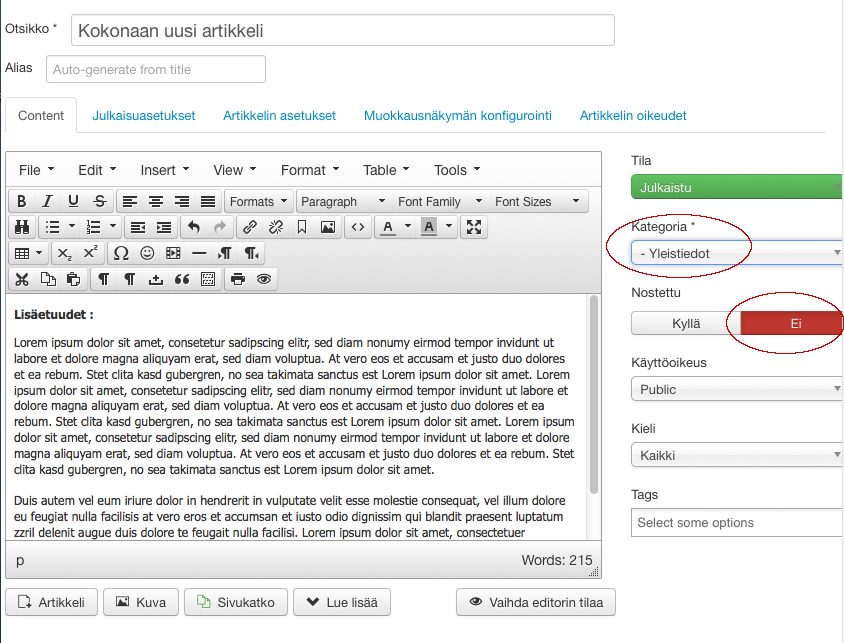 Otsikko *
Kokonaan uusi artikkeli
Alias
Auto-generate from title
Content
Julkaisuasetukset
Artikkelin asetukset
Muokkausnäkymän konfigurointi
Artikkelin oikeudet
File Edit Insert View Format Table Tools
B I U S Formats Paragraph Font Family Font Sizes
A A
X₂ X² Ω
Lisäetuudet :
Lorem ipsum dolor sit amet, consetetur sadipscing elitr, sed diam nonumy eirmod tempor invidunt ut
labore et dolore magna aliquyam erat, sed diam voluptua. At vero eos et accusam et justo duo dolores
et ea rebum. Stet clita kasd gubergren, no sea takimata sanctus est Lorem ipsum dolor sit amet. Lorem
ipsum dolor sit amet, consetetur sadipscing elitr, sed diam nonumy eirmod tempor invidunt ut labore et
dolore magna aliquyam erat, sed diam voluptua. At vero eos et accusam et justo duo dolores et ea
rebum. Stet clita kasd gubergren, no sea takimata sanctus est Lorem ipsum dolor sit amet. Lorem ipsum
dolor sit amet, consetetur sadipscing elitr, sed diam nonumy eirmod tempor invidunt ut labore et dolore
magna aliquyam erat, sed diam voluptua. At vero eos et accusam et justo duo dolores et ea rebum. Stet
clita kasd gubergren, no sea takimata sanctus est Lorem ipsum dolor sit amet.
Duis autem vel eum iriure dolor in hendrerit in vulputate velit esse molestie consequat, vel illum dolore
eu feugiat nulla facilisis at vero eros et accumsan et iusto odio dignissim qui blandit praesent luptatum
zzril delenit augue duis dolore te feugait nulla facilisi. Lorem ipsum dolor sit amet, consectetuer
p
Words: 215
Artikkeli
Kuva
Sivukatko
Lue lisää
Vaihda editorin tilaa
Tila
Julkaistu
Kategoria *
- Yleistiedot
Nostettu
Kyllä
Ei
Käyttöoikeus
Public
Kieli
Kaikki
Tags
Select some options